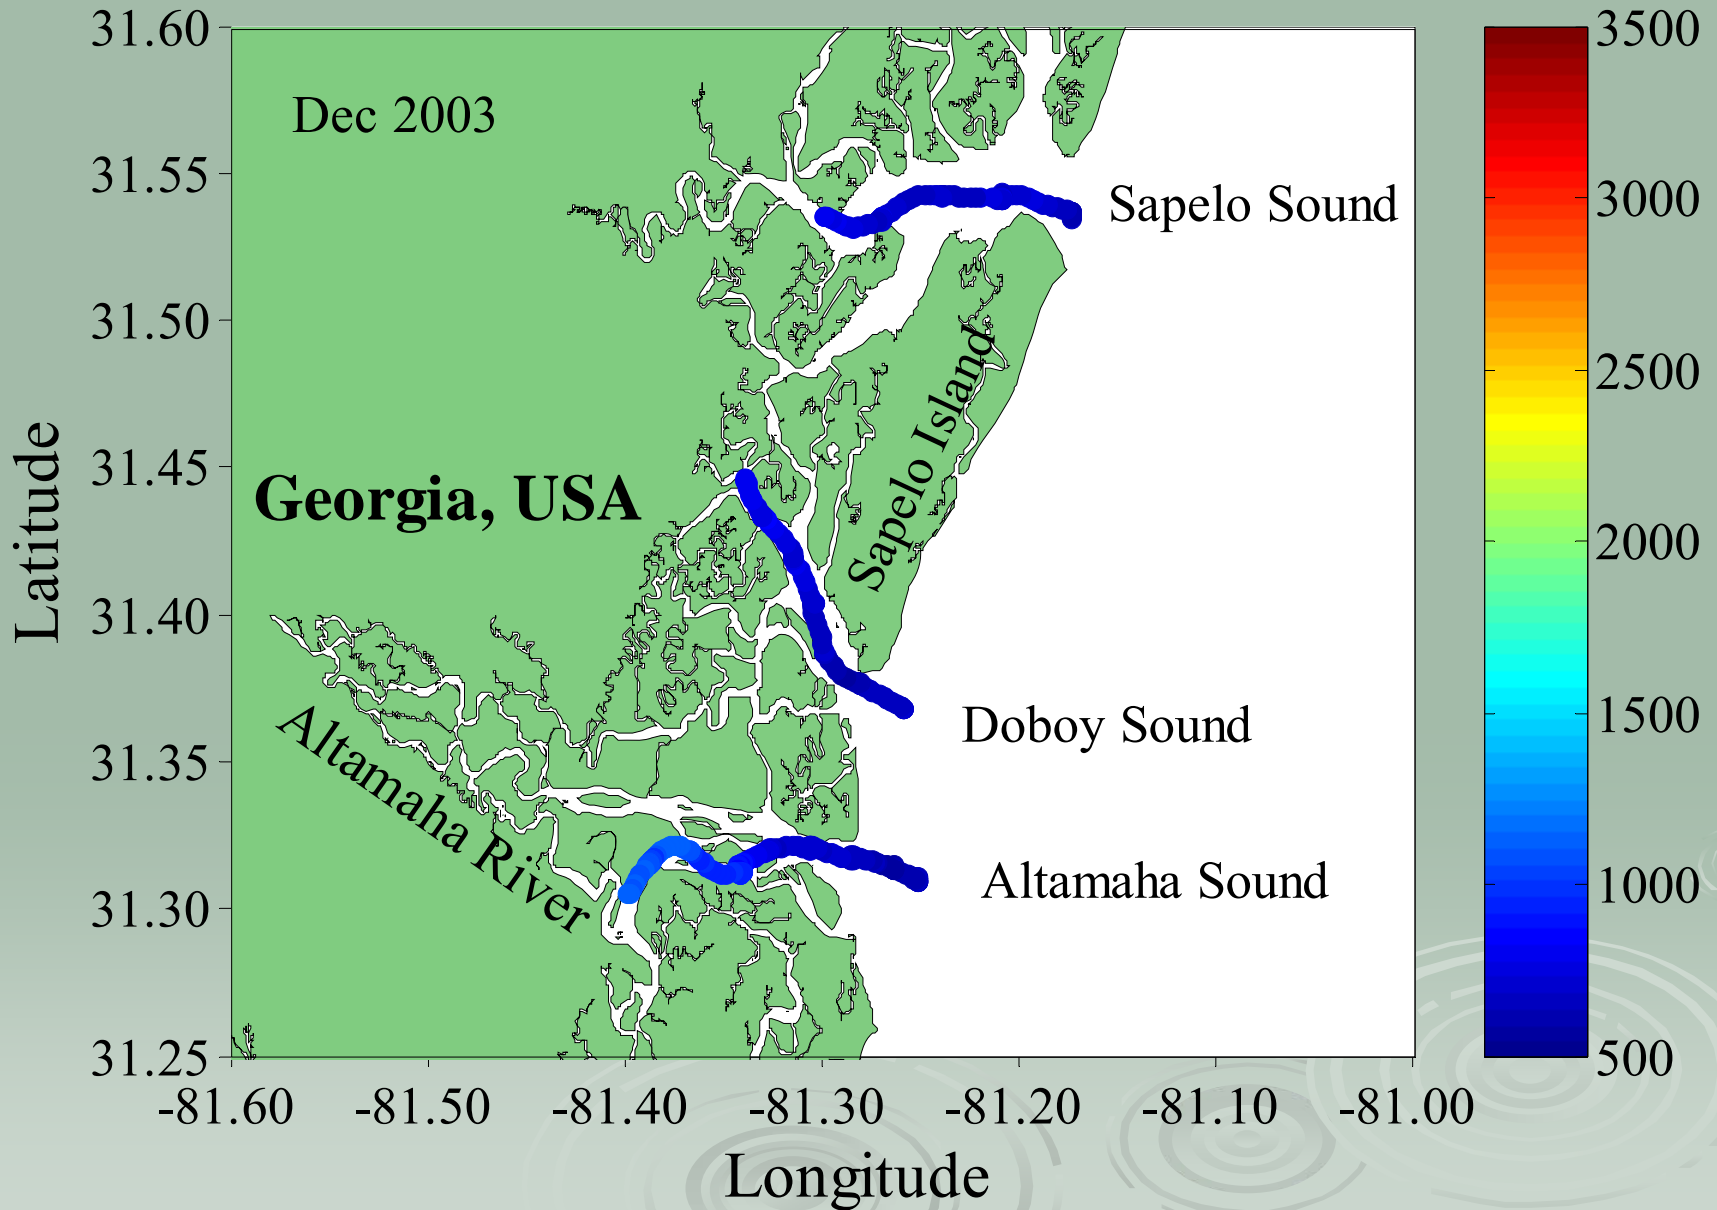 Dec 2003
Sapelo Sound
Sapelo Island
Georgia, USA
Doboy Sound
Altamaha River
Altamaha Sound
Latitude
31.60
31.55
31.50
31.45
31.40
31.35
31.30
31.25
-81.60
-81.50
-81.40
-81.30
-81.20
-81.10
-81.00
Longitude
3500
3000
2500
2000
1500
1000
500